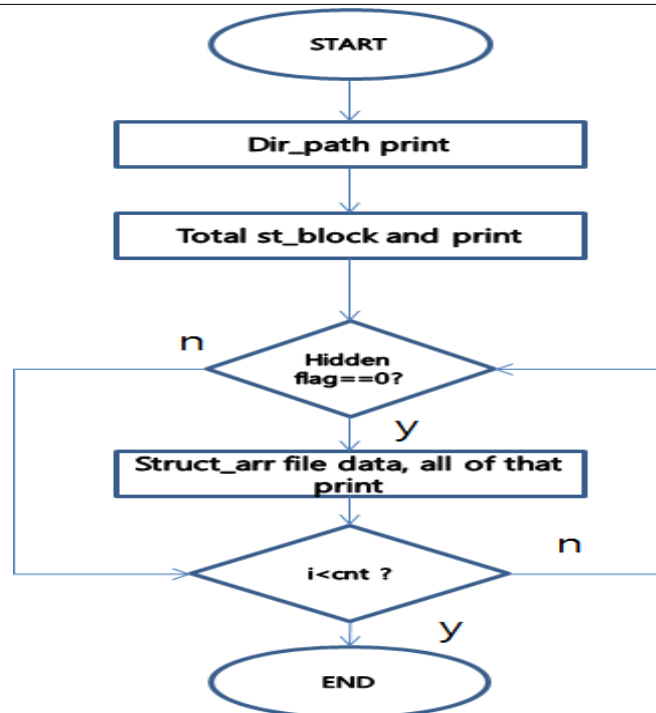 START
Dir_path print
Total st_block and print
n
Hidden
flag==0?
y
Struct_arr file data, all of that
print
n
i<cnt ?
y
END